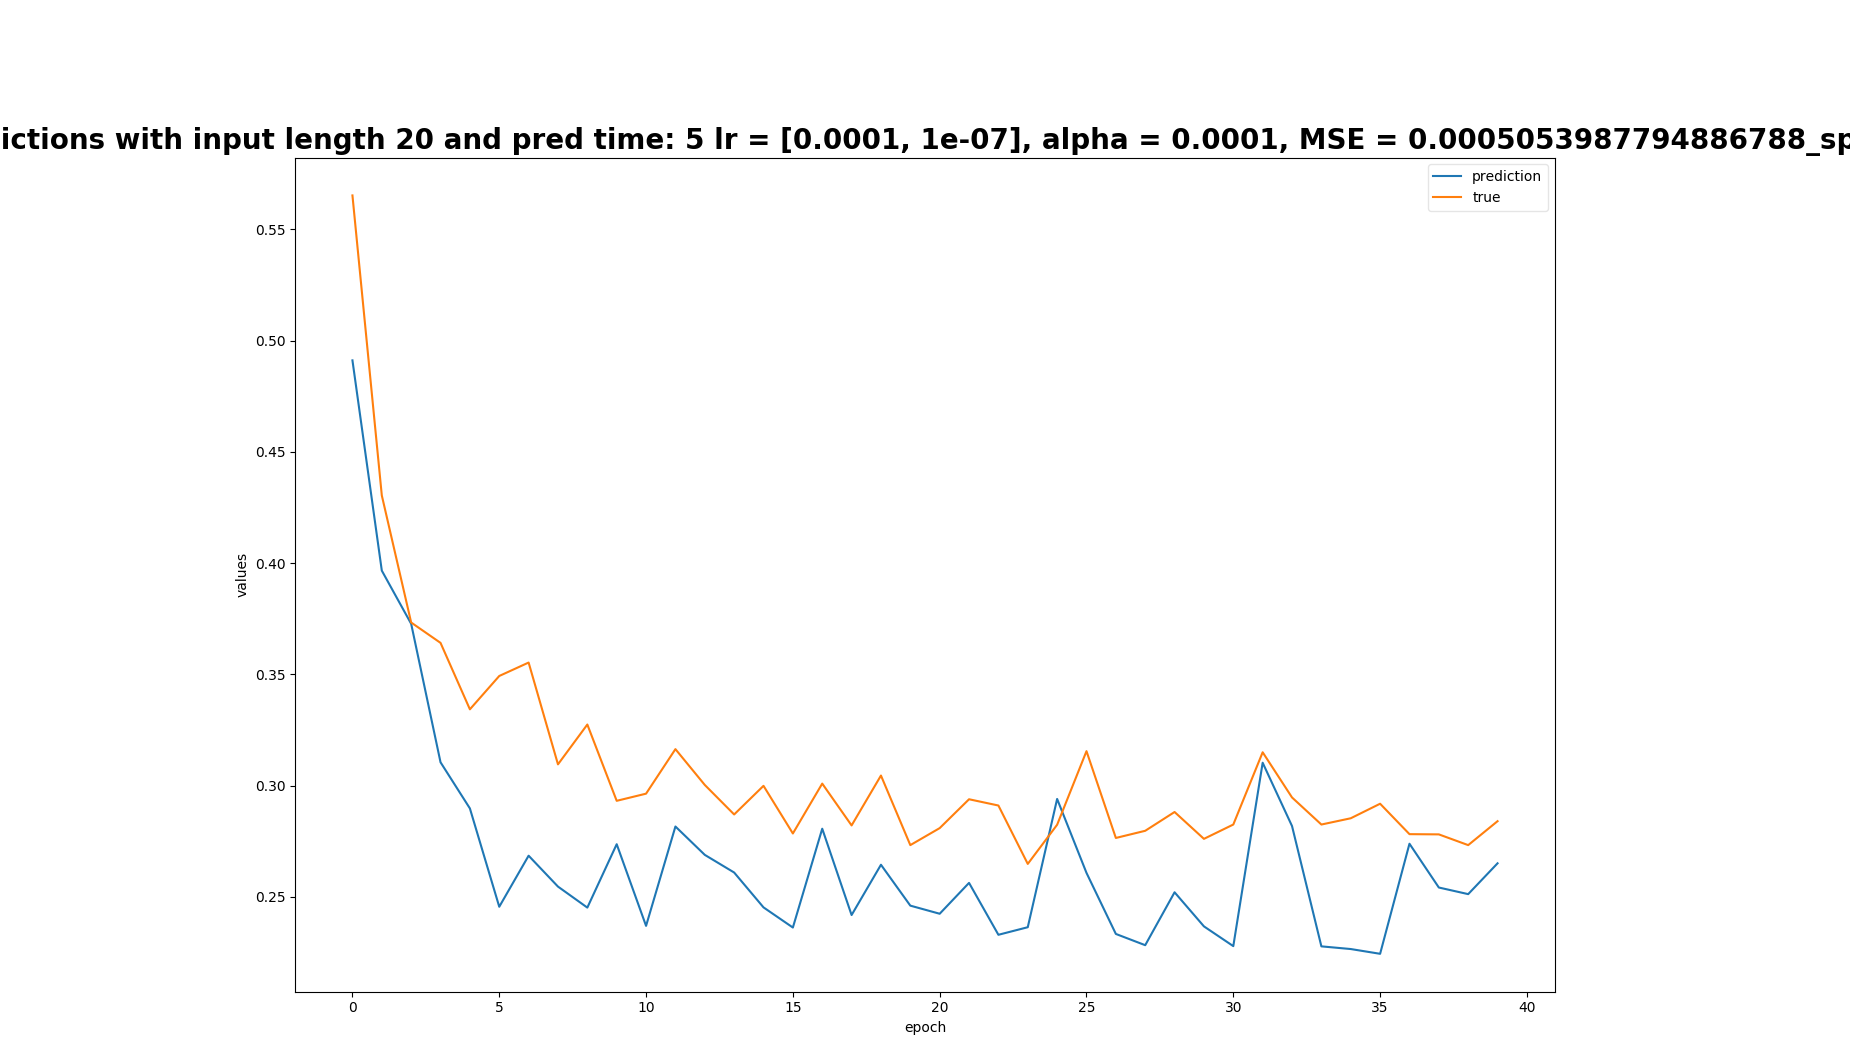 ictions with input length 20 and pred time: 5 lr = [0.0001, 1e-07], alpha = 0.0001, MSE = 0.0005053987794886788_sp
prediction
true
0.55
0.50
0.45
0.40
0.35
0.30
0.25
values
0 5 10 15 20 25 30 35 40
epoch